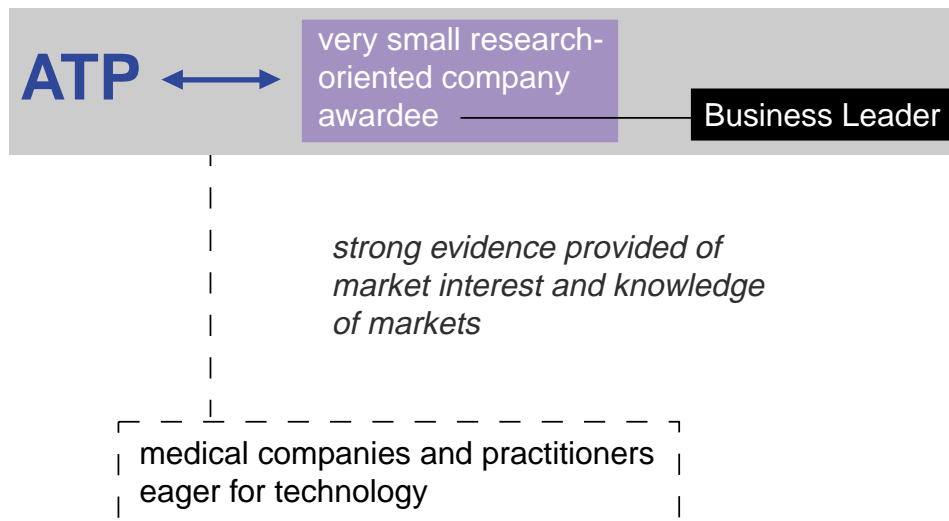 ATP
very small research-
oriented company
awardee
Business Leader
strong evidence provided of
market interest and knowledge
of markets
medical companies and practitioners
eager for technology